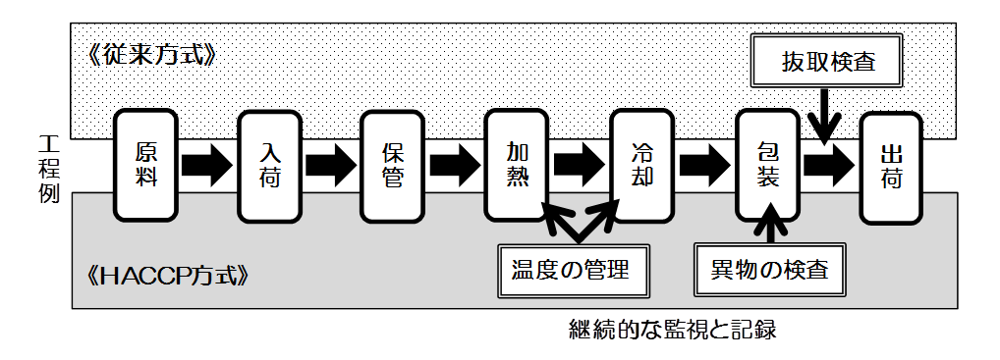 《従来方式》
抜取検査
工程例
原料
入荷
保管
加熱
冷却
包装
出荷
《HACCP方式》
温度の管理
異物の検査
継続的な監視と記録